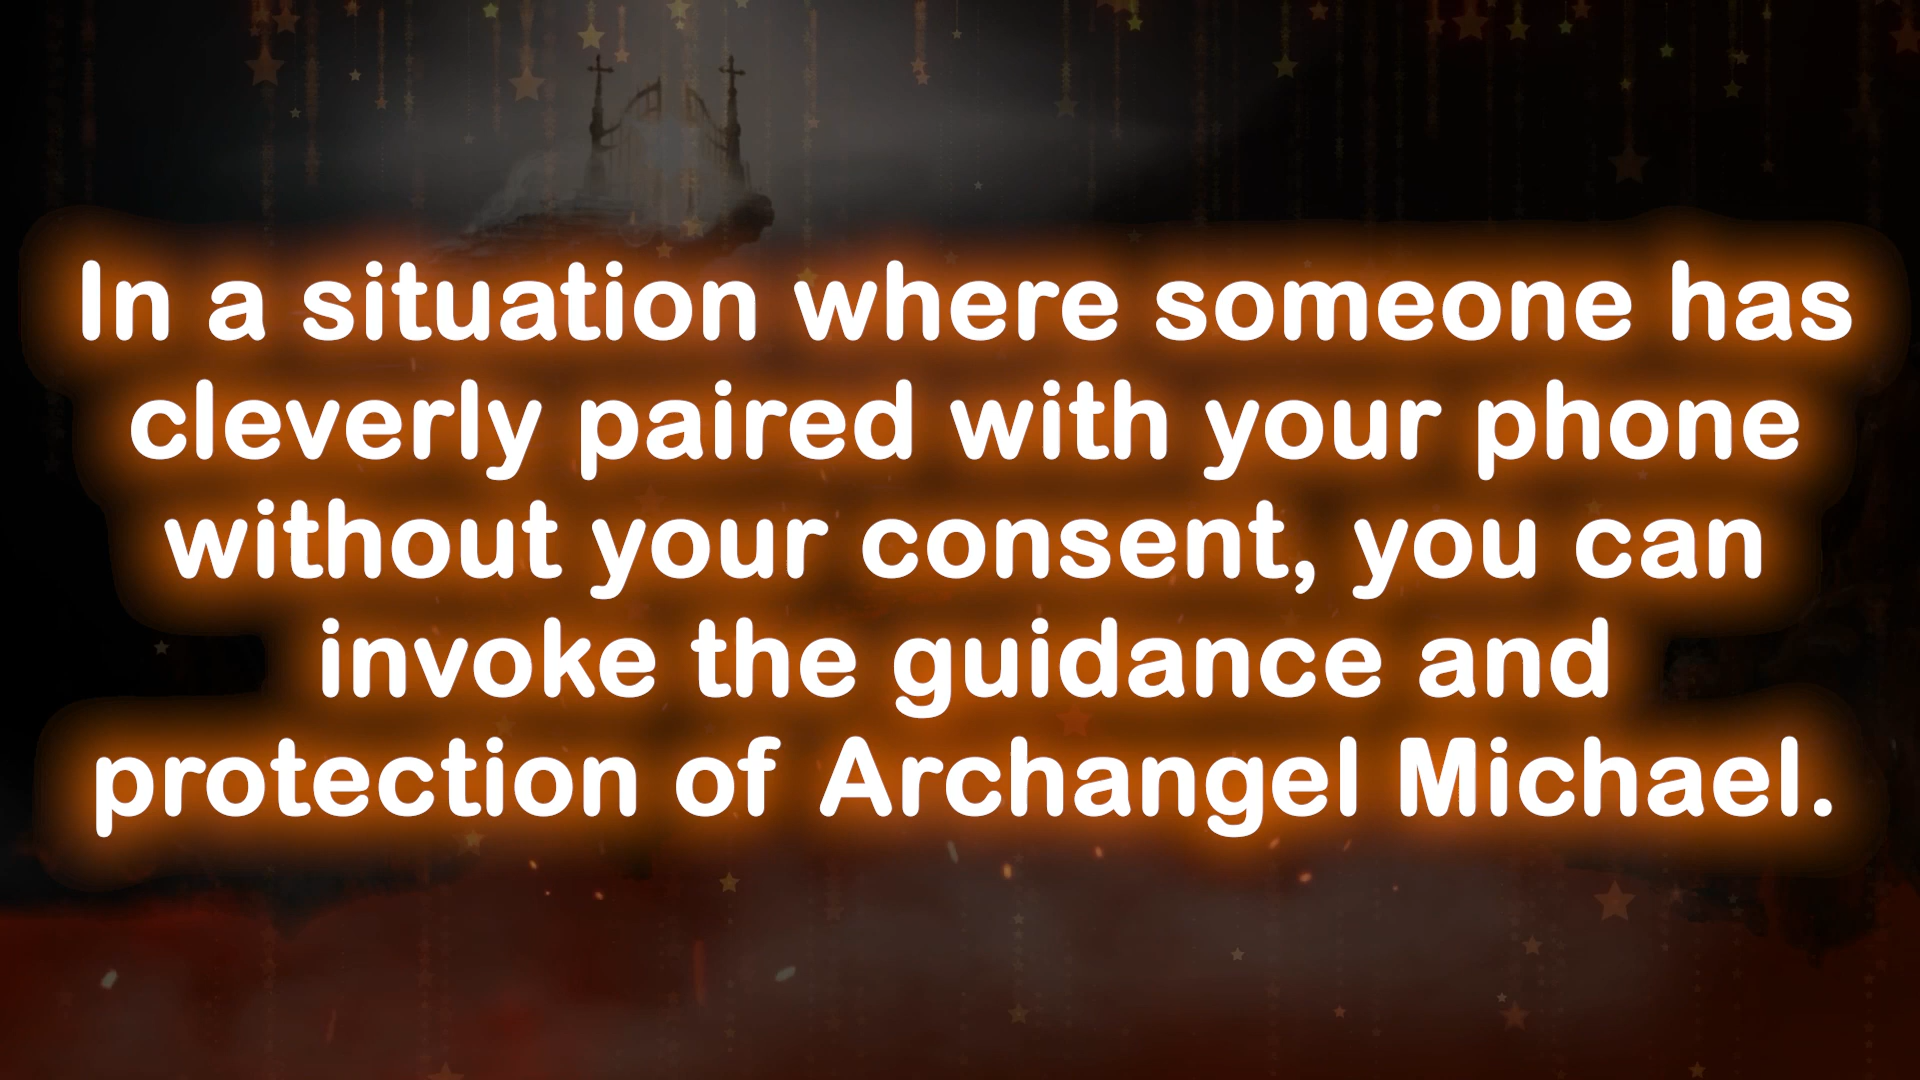 In a situation where someone has
cleverly paired with your phone
without your consent, you can
invoke the guidance and
protection of Archangel Michael.